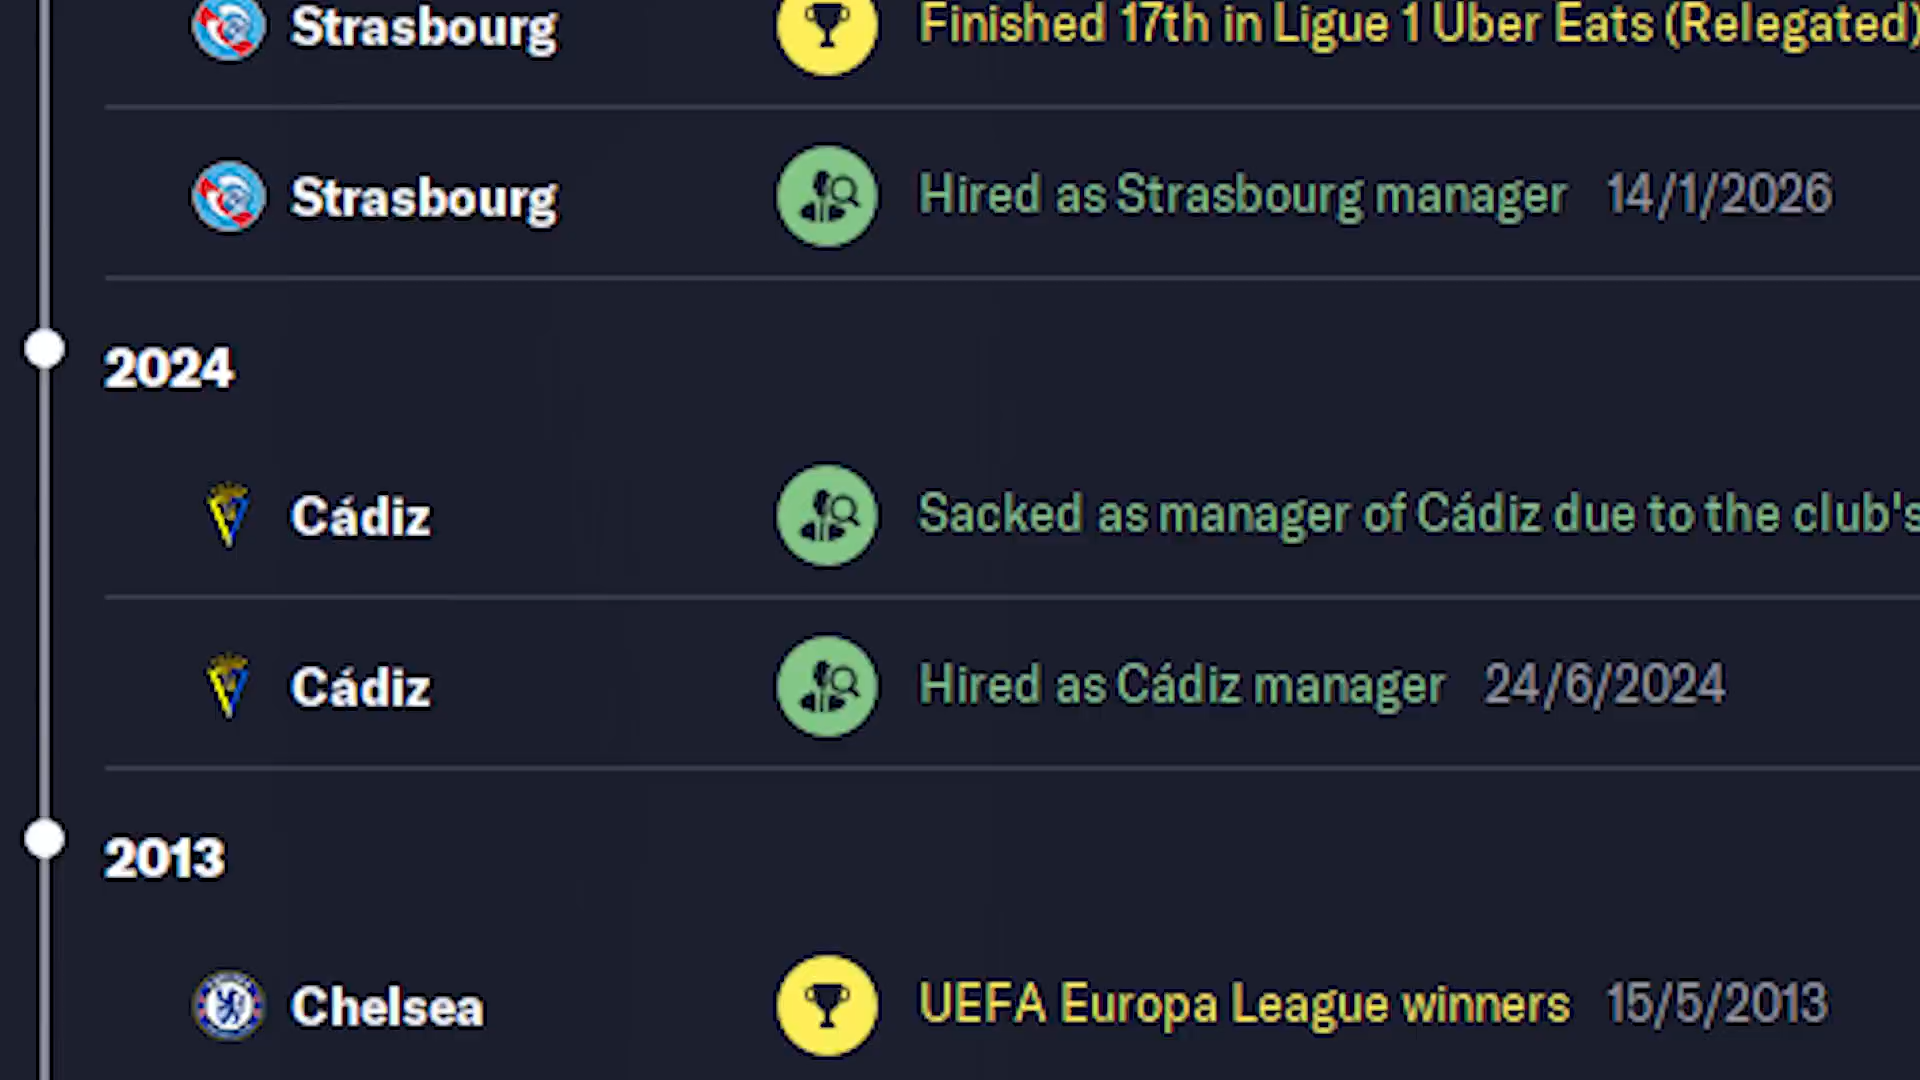 Strasbourg Finished 17th in Ligue 1 Uber Eats (Relegated)
Strasbourg Hired as Strasbourg manager 14/1/2026
2024
Cádiz Sacked as manager of Cádiz due to the club's
Cádiz Hired as Cádiz manager 24/6/2024
2013
Chelsea UEFA Europa League winners 15/5/2013